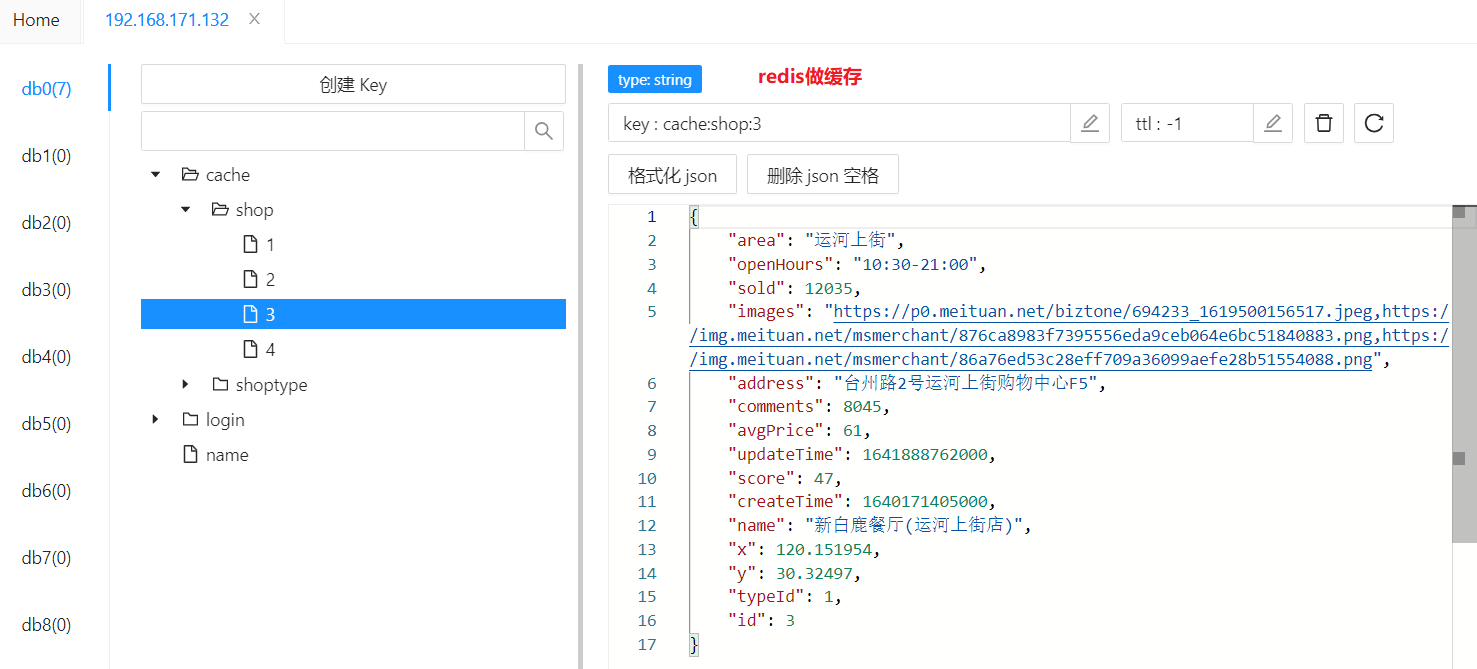 Home
192.168.171.132
db0(7)
db1(0)
db2(0)
db3(0)
db4(0)
db5(0)
db6(0)
db7(0)
db8(0)
创建 Key
cache
shop
1
2
3
4
shoptype
login
name
type: string
redis做缓存
key : cache:shop:3
ttl : -1
格式化 json
删除 json 空格
1 {
2 "area": "运河上街",
3 "openHours": "10:30-21:00",
4 "sold": 12035,
5 "images": "https://p0.meituan.net/biztone/694233_1619500156517.jpeg,https:/
/img.meituan.net/msmerchant/876ca8983f7395556eda9ceb064e6bc51840883.png,https:/
/img.meituan.net/msmerchant/86a76ed53c28eff709a36099aefe28b51554088.png",
6 "address": "台州路2号运河上街购物中心F5",
7 "comments": 8045,
8 "avgPrice": 61,
9 "updateTime": 1641888762000,
10 "score": 47,
11 "createTime": 1640171405000,
12 "name": "新白鹿餐厅(运河上街店)",
13 "x": 120.151954,
14 "y": 30.32497,
15 "typeId": 1,
16 "id": 3
17 }